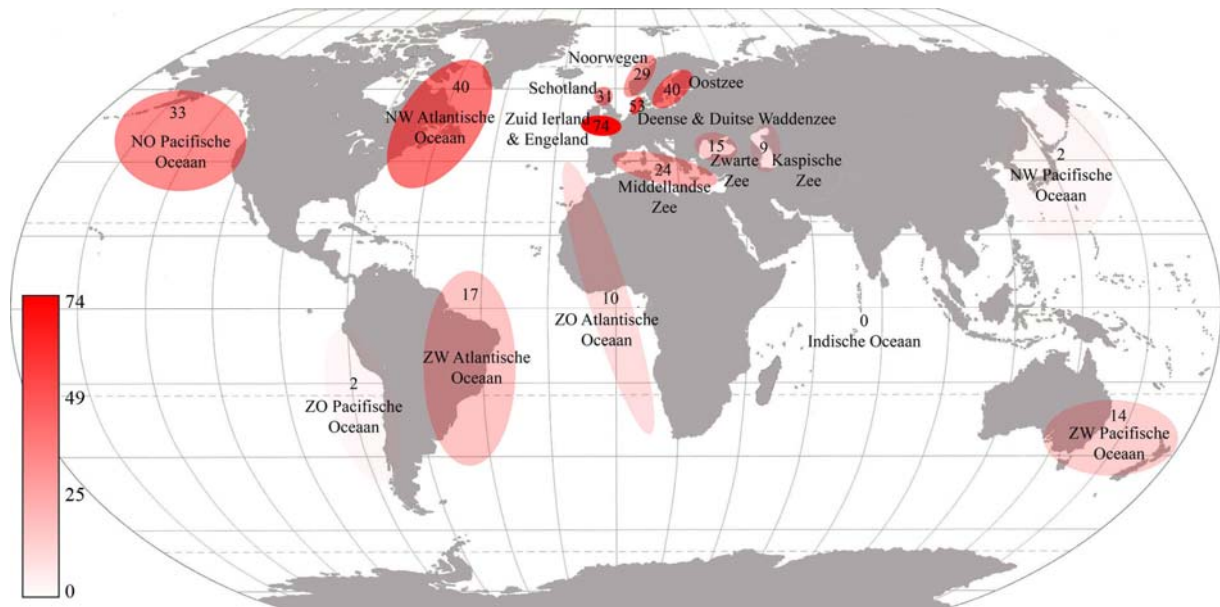 Noorwegen
29
Schotland
31
40
Oostzee
53
Deense & Duitse Waddenzee
Zuid Ierland
& Engeland
74
40
NW Atlantische
Oceaan
33
NO Pacifische
Oceaan
15
Zwarte
Zee
9
Kaspische
Zee
24
Middellandse
Zee
2
NW Pacifische
Oceaan
17
ZW Atlantische
Oceaan
10
ZO Atlantische
Oceaan
0
Indische Oceaan
2
ZO Pacifische
Oceaan
14
ZW Pacifische
Oceaan
74
49
25
0